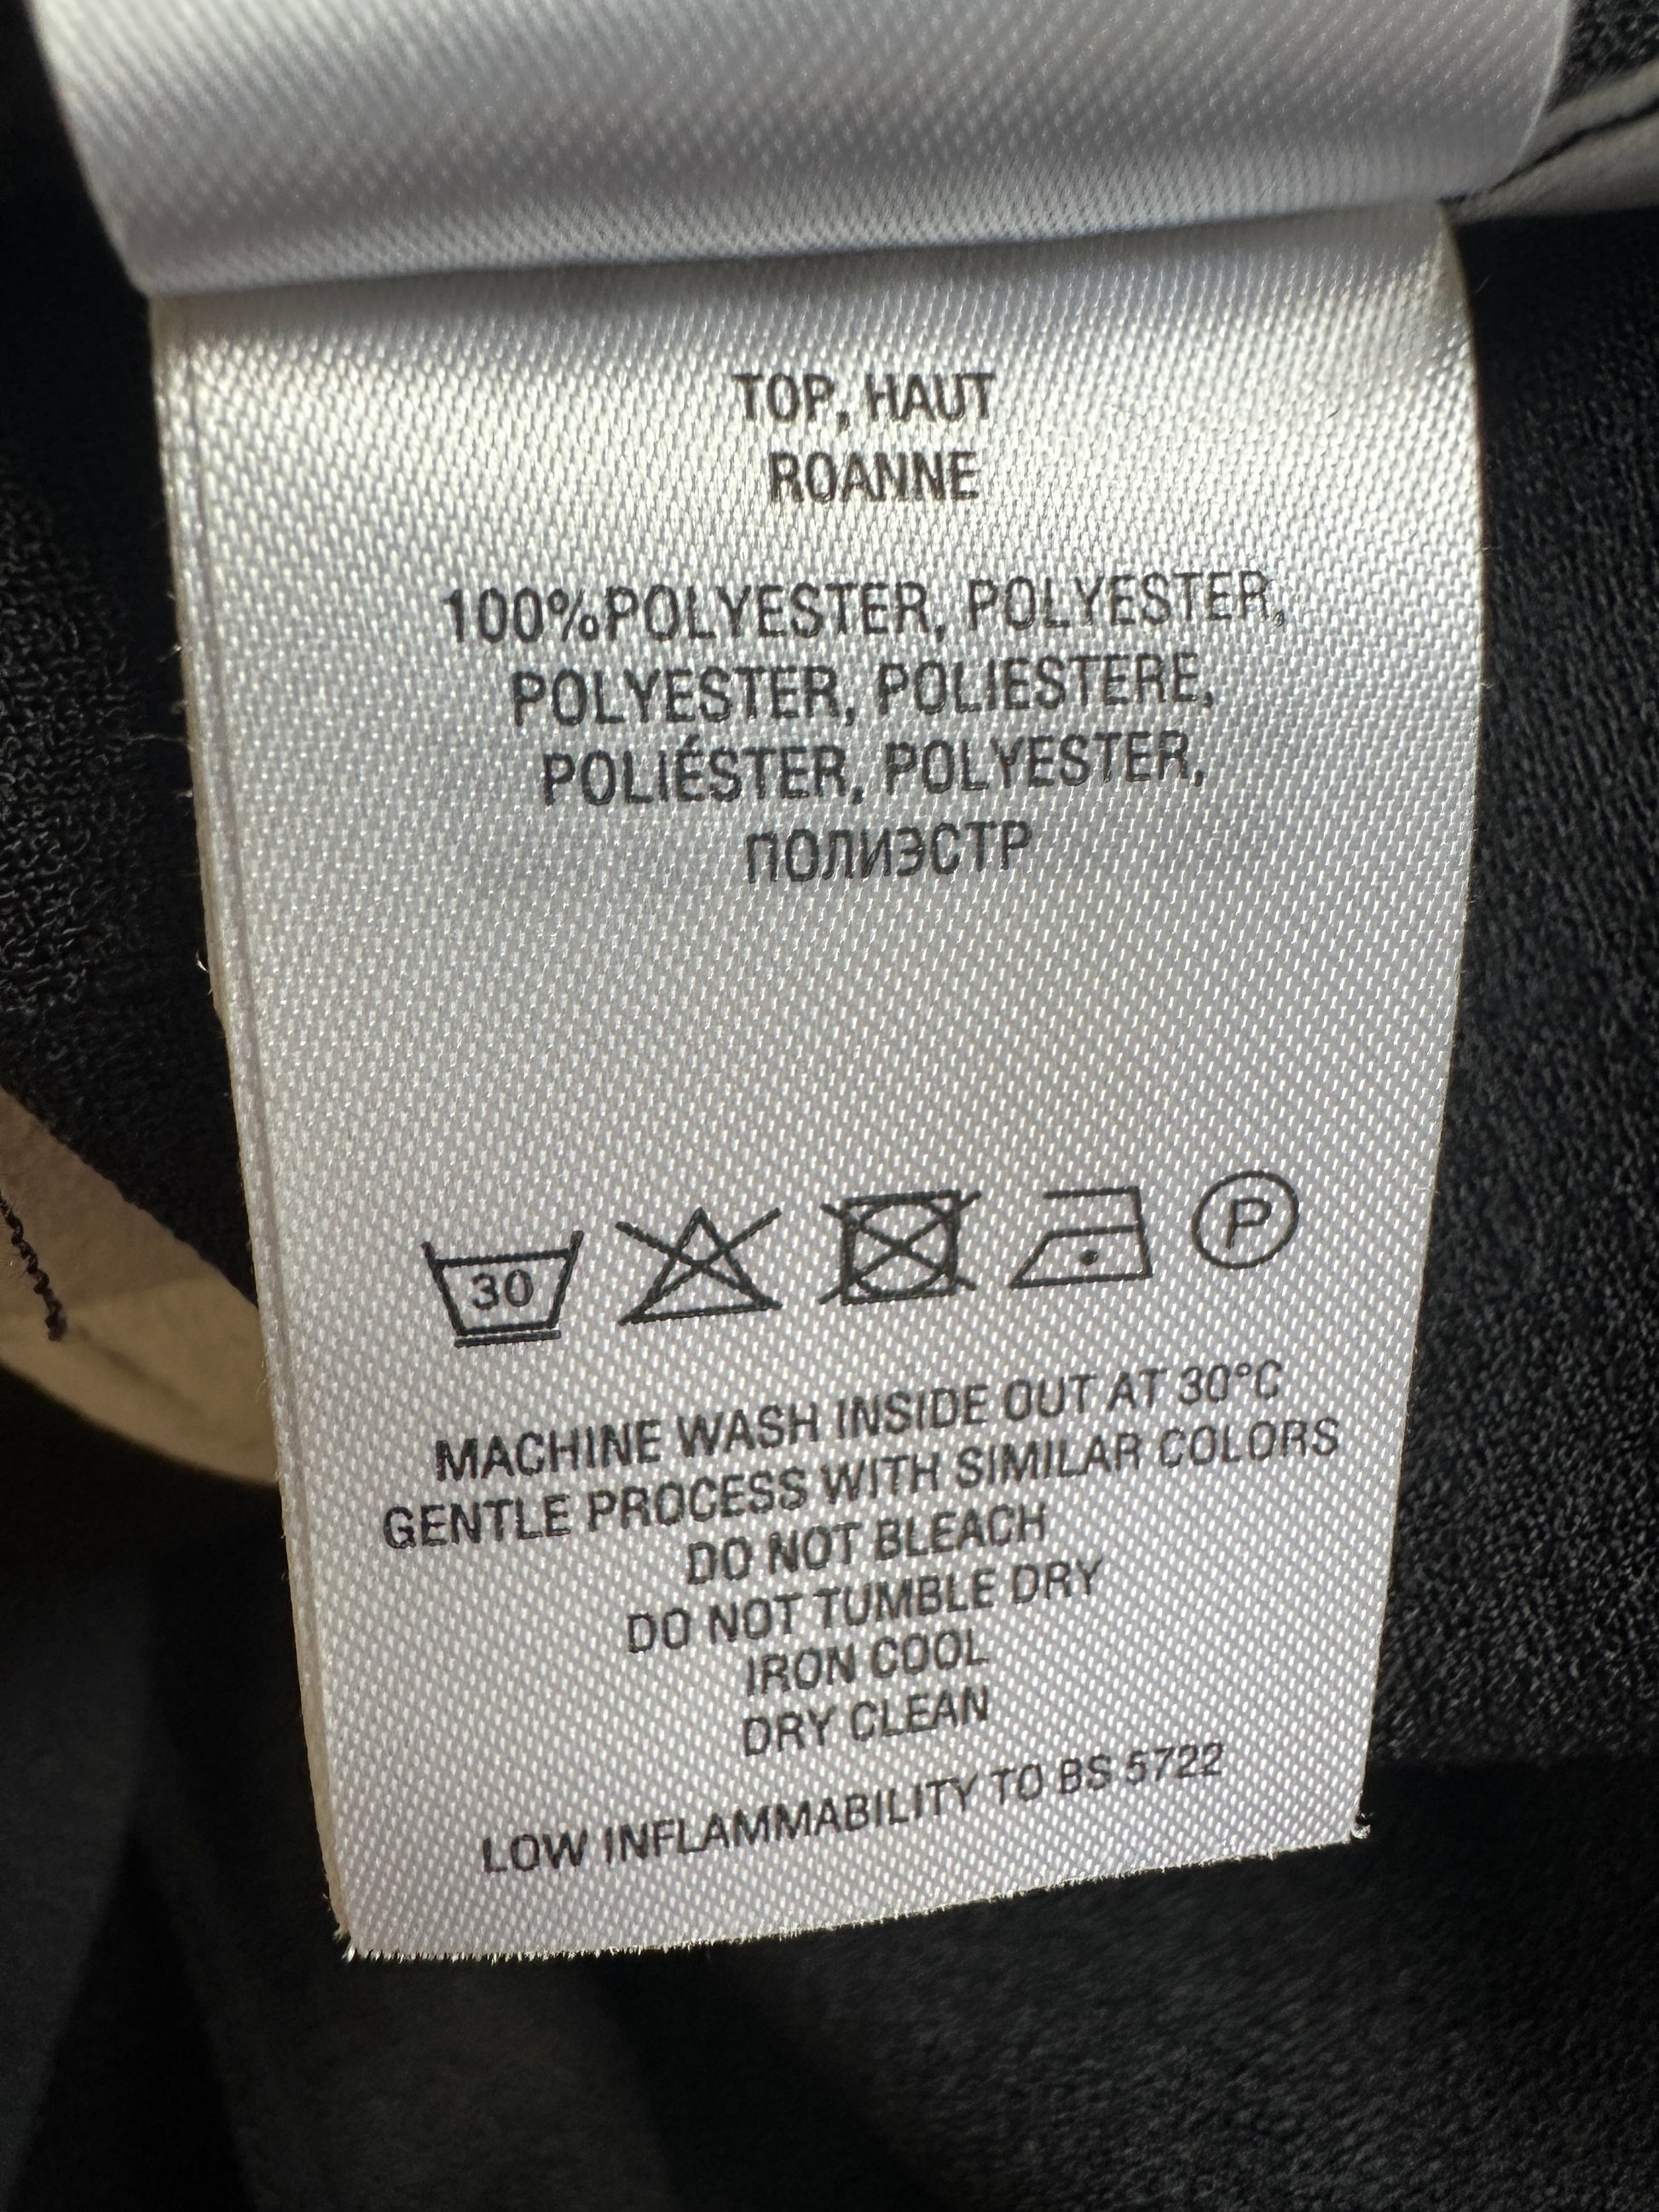 TOP, HAUT
ROANNE
100%POLYESTER, POLYESTER,
POLYESTER, POLIESTERE,
POLIÉSTER, POLYESTER,
ПОЛИЭСТР
30 P
MACHINE WASH INSIDE OUT AT 30°C
GENTLE PROCESS WITH SIMILAR COLORS
DO NOT BLEACH
DO NOT TUMBLE DRY
IRON COOL
DRY CLEAN
LOW INFLAMMABILITY TO BS 5722